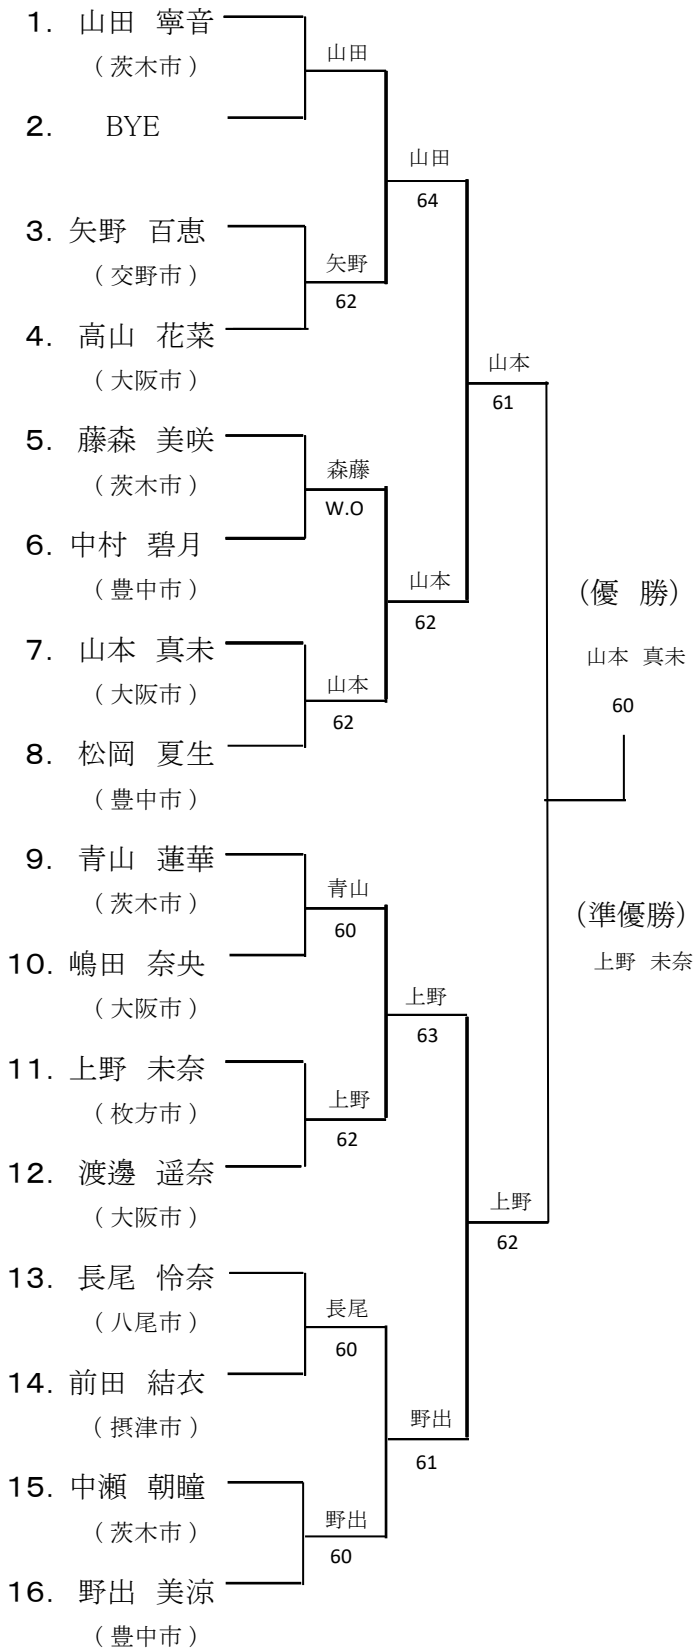 1. 山田 寧音
（茨木市）
2. BYE
3. 矢野 百恵
（交野市）
4. 高山 花菜
（大阪市）
5. 藤森 美咲
（茨木市）
6. 中村 碧月
（豊中市）
7. 山本 真未
（大阪市）
8. 松岡 夏生
（豊中市）
9. 青山 蓮華
（茨木市）
10. 嶋田 奈央
（大阪市）
11. 上野 未奈
（枚方市）
12. 渡邊 遥奈
（大阪市）
13. 長尾 怜奈
（八尾市）
14. 前田 結衣
（摂津市）
15. 中瀬 朝瞳
（茨木市）
16. 野出 美涼
（豊中市）
山田
矢野
62
森藤
W.O
山本
62
青山
60
上野
62
長尾
60
野出
60
山田
64
山本
62
上野
63
野出
61
山本
61
上野
62
（優 勝）
山本 真未
60
（準優勝）
上野 未奈